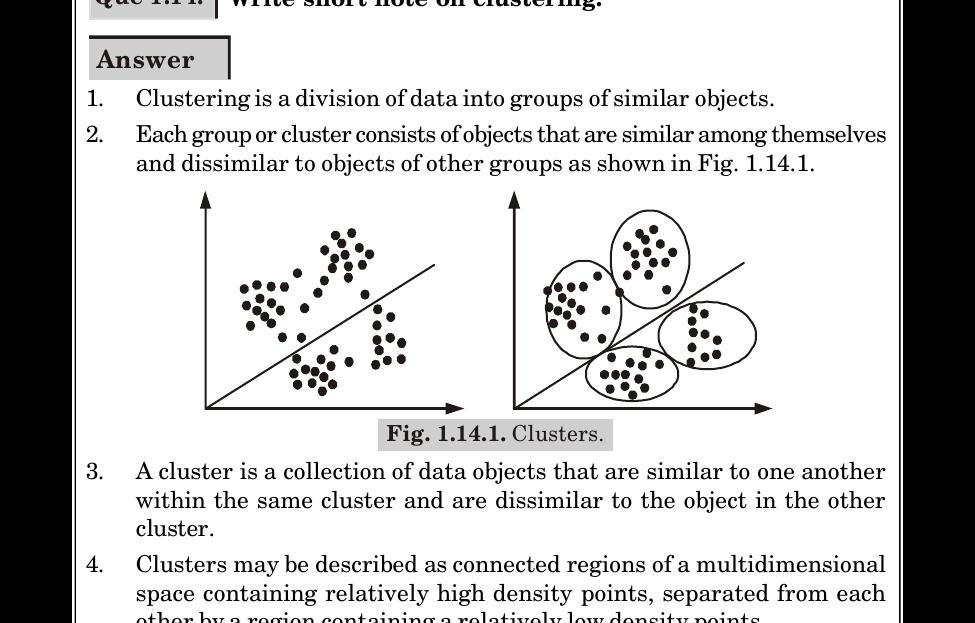 Que 1.14. Write short note on clustering.
Answer
1. Clustering is a division of data into groups of similar objects.
2. Each group or cluster consists of objects that are similar among themselves
and dissimilar to objects of other groups as shown in Fig. 1.14.1.
Fig. 1.14.1. Clusters.
3. A cluster is a collection of data objects that are similar to one another
within the same cluster and are dissimilar to the object in the other
cluster.
4. Clusters may be described as connected regions of a multidimensional
space containing relatively high density points, separated from each
other by a region containing a relatively low density points.